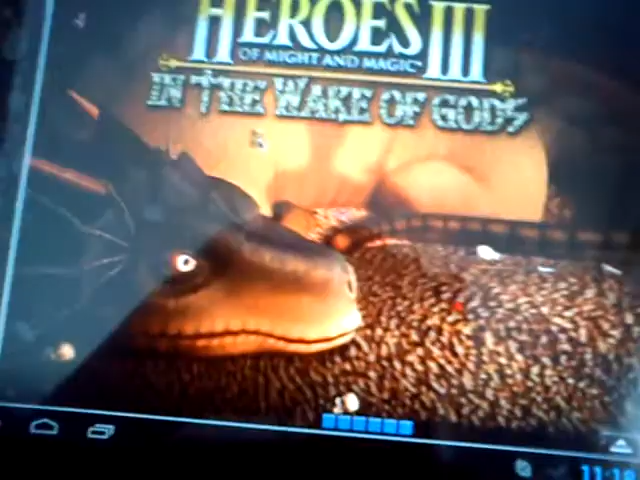 HEROES III
OF MIGHT AND MAGIC
IN THE WAKE OF GODS